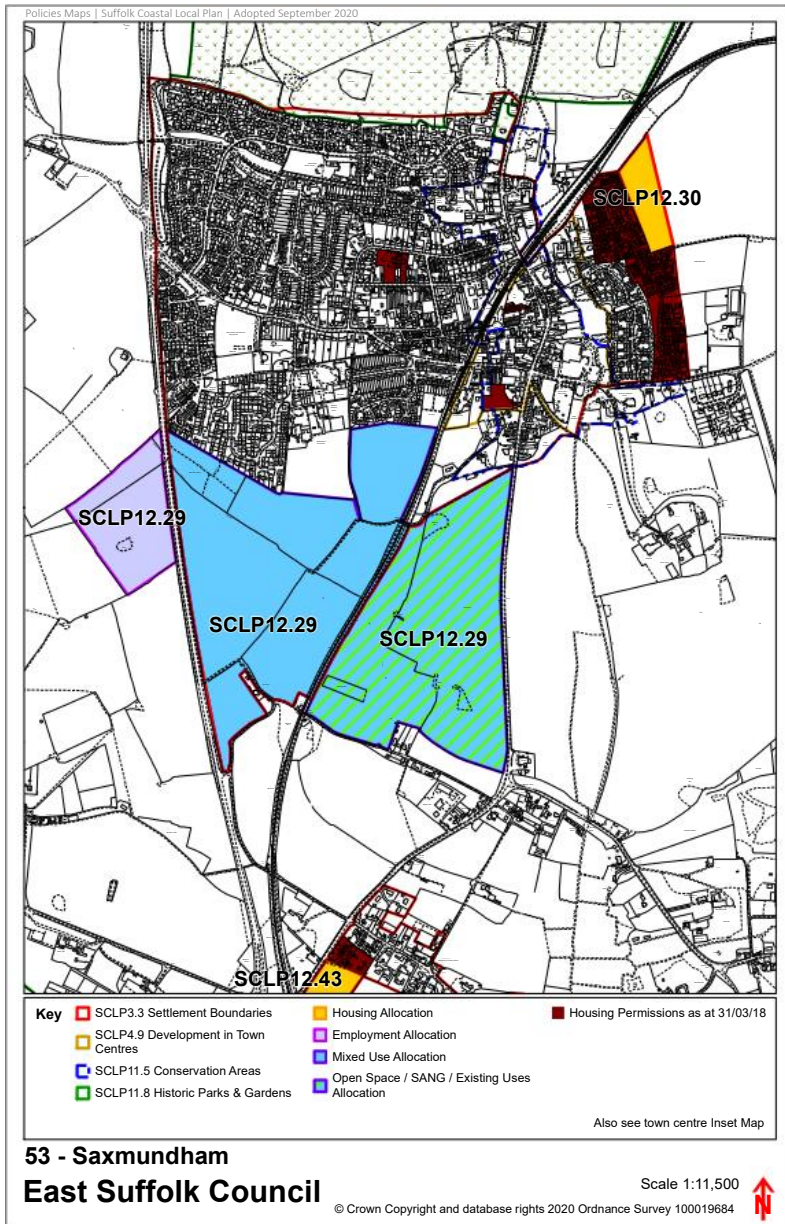 Policies Maps | Suffolk Coastal Local Plan | Adopted September 2020
SCLP12.30
SCLP12.29
SCLP12.29
SCLP12.29
SCLP12.43
Key
SCLP3.3 Settlement Boundaries
SCLP4.9 Development in Town
Centres
SCLP11.5 Conservation Areas
SCLP11.8 Historic Parks & Gardens
Housing Allocation
Employment Allocation
Mixed Use Allocation
Open Space / SANG / Existing Uses
Allocation
Housing Permissions as at 31/03/18
Also see town centre Inset Map
53 - Saxmundham
East Suffolk Council
Scale 1:11,500
© Crown Copyright and database rights 2020 Ordnance Survey 100019684
N